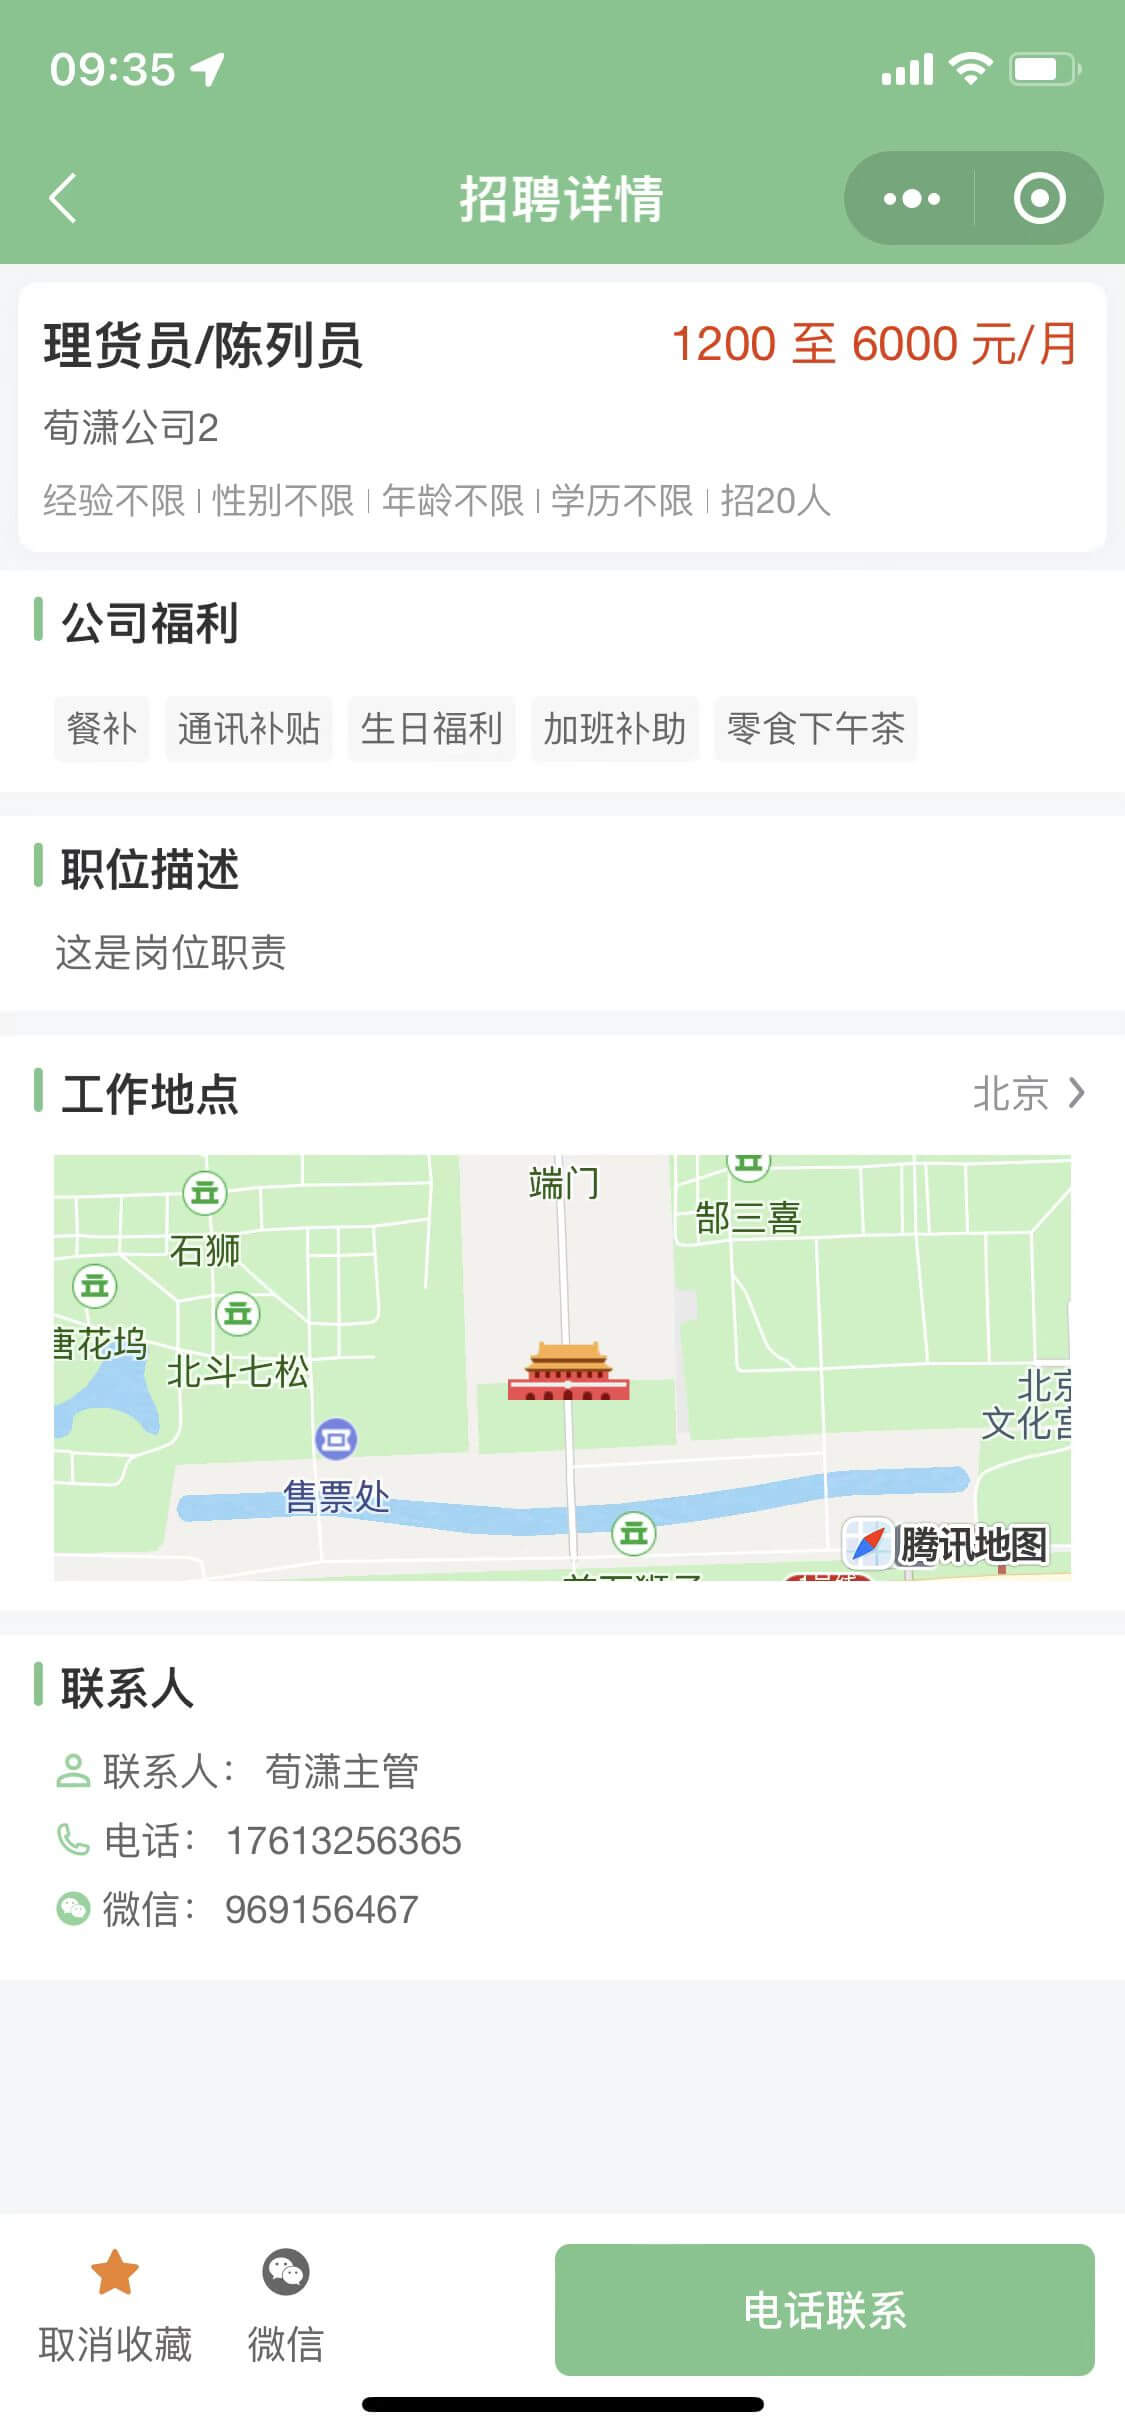 09:35
招聘详情
理货员/陈列员
1200 至 6000 元/月
荀潇公司2
经验不限 | 性别不限 | 年龄不限 | 学历不限 | 招20人
公司福利
餐补 通讯补贴 生日福利 加班补助 零食下午茶
职位描述
这是岗位职责
工作地点
北京
端门
郜三喜
石狮
唐花坞
北斗七松
北京
文化宫
售票处
腾讯地图
联系人
联系人： 荀潇主管
电话： 17613256365
微信： 969156467
取消收藏
微信
电话联系